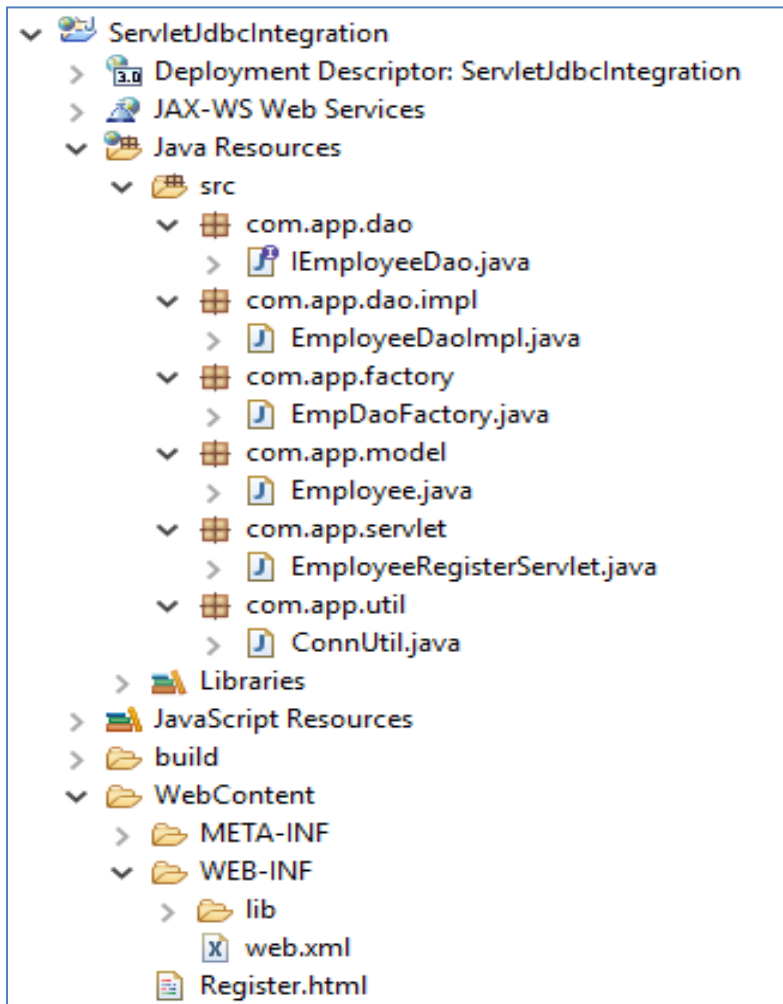 ServletJdbcIntegration
3.0 Deployment Descriptor: ServletJdbcIntegration
JAX-WS Web Services
Java Resources
src
com.app.dao
J I IEmployeeDao.java
com.app.dao.impl
J EmployeeDaoImpl.java
com.app.factory
J EmpDaoFactory.java
com.app.model
J Employee.java
com.app.servlet
J EmployeeRegisterServlet.java
com.app.util
J ConnUtil.java
Libraries
JavaScript Resources
build
WebContent
META-INF
WEB-INF
lib
X web.xml
Register.html